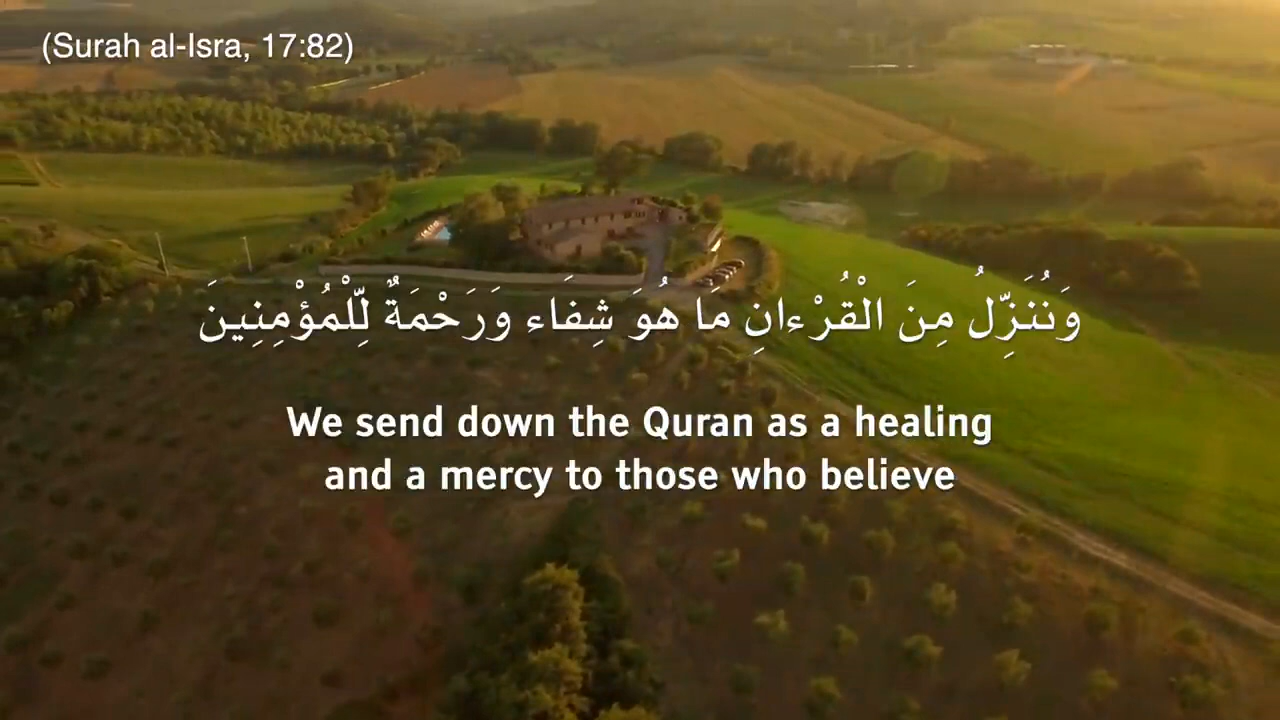 (Surah al-Isra, 17:82)
وَنُنَزِّلُ مِنَ الْقُرْءانِ مَا هُوَ شِفَاء وَرَحْمَةٌ لِّلْمُؤْمِنِينَ
We send down the Quran as a healing
and a mercy to those who believe